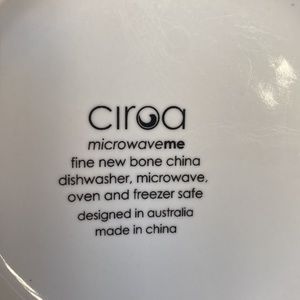 ciroa
microwaveme
fine new bone china
dishwasher, microwave,
oven and freezer safe
designed in australia
made in china